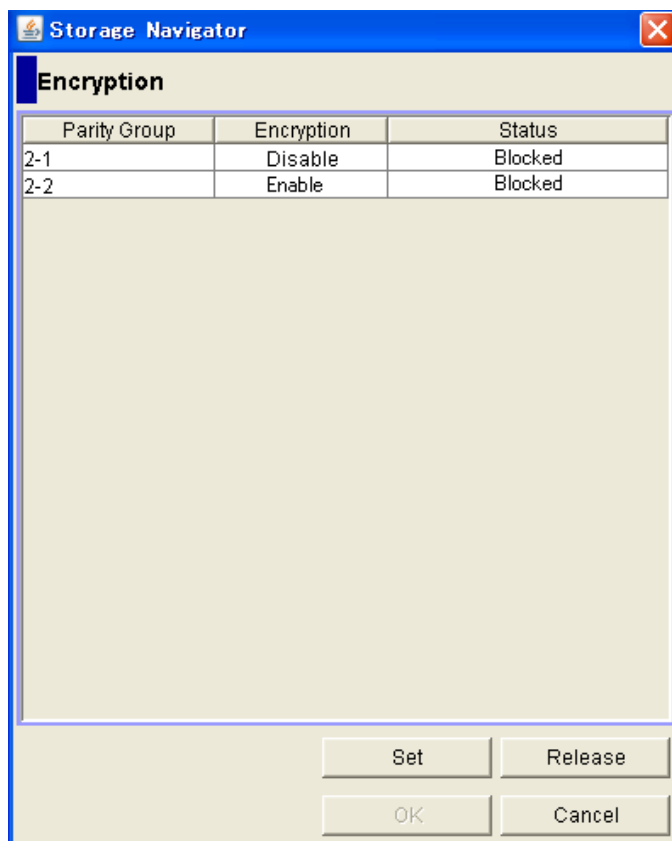 Storage Navigator
Encryption
Parity Group Encryption Status
2-1 Disable Blocked
2-2 Enable Blocked
Set Release
OK Cancel